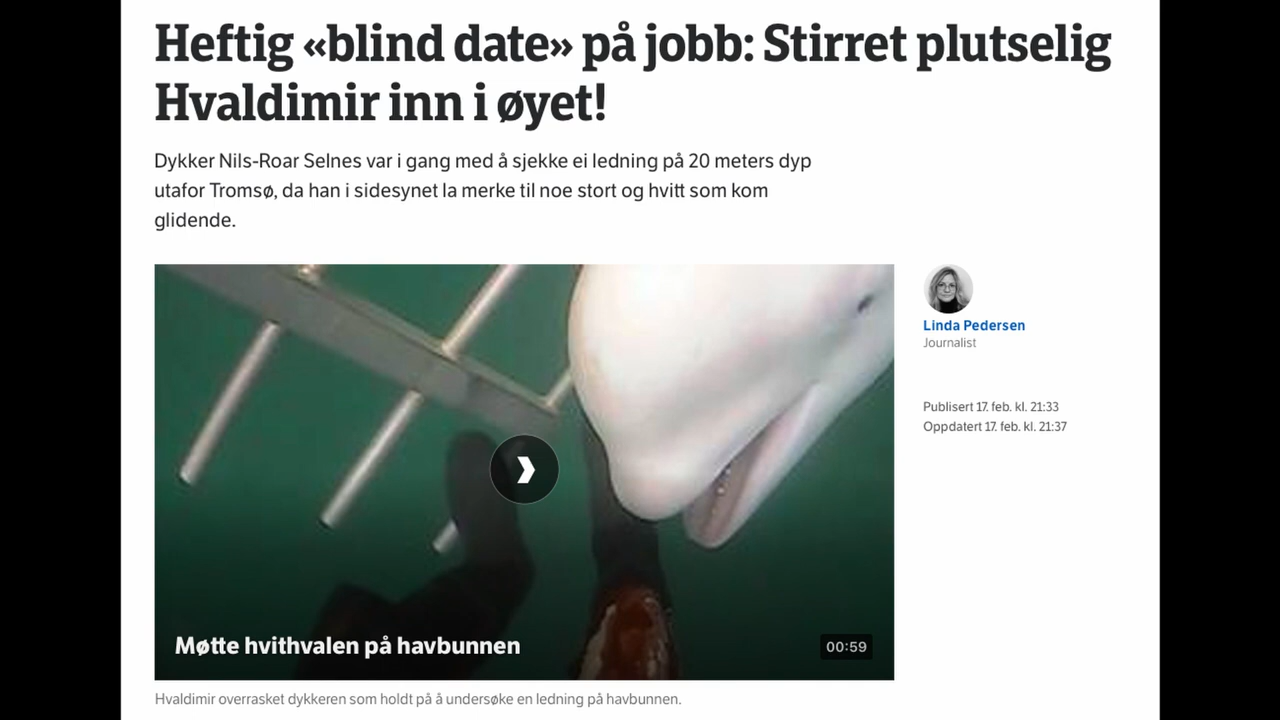 Heftig «blind date» på jobb: Stirret plutselig
Hvaldimir inn i øyet!
Dykker Nils-Roar Selnes var i gang med å sjekke ei ledning på 20 meters dyp
utafor Tromsø, da han i sidesynet la merke til noe stort og hvitt som kom
glidende.
Linda Pedersen
Journalist
Publisert 17. feb. kl. 21:33
Oppdatert 17. feb. kl. 21:37
Møtte hvithvalen på havbunnen
00:59
Hvaldimir overrasket dykkeren som holdt på å undersøke en ledning på havbunnen.